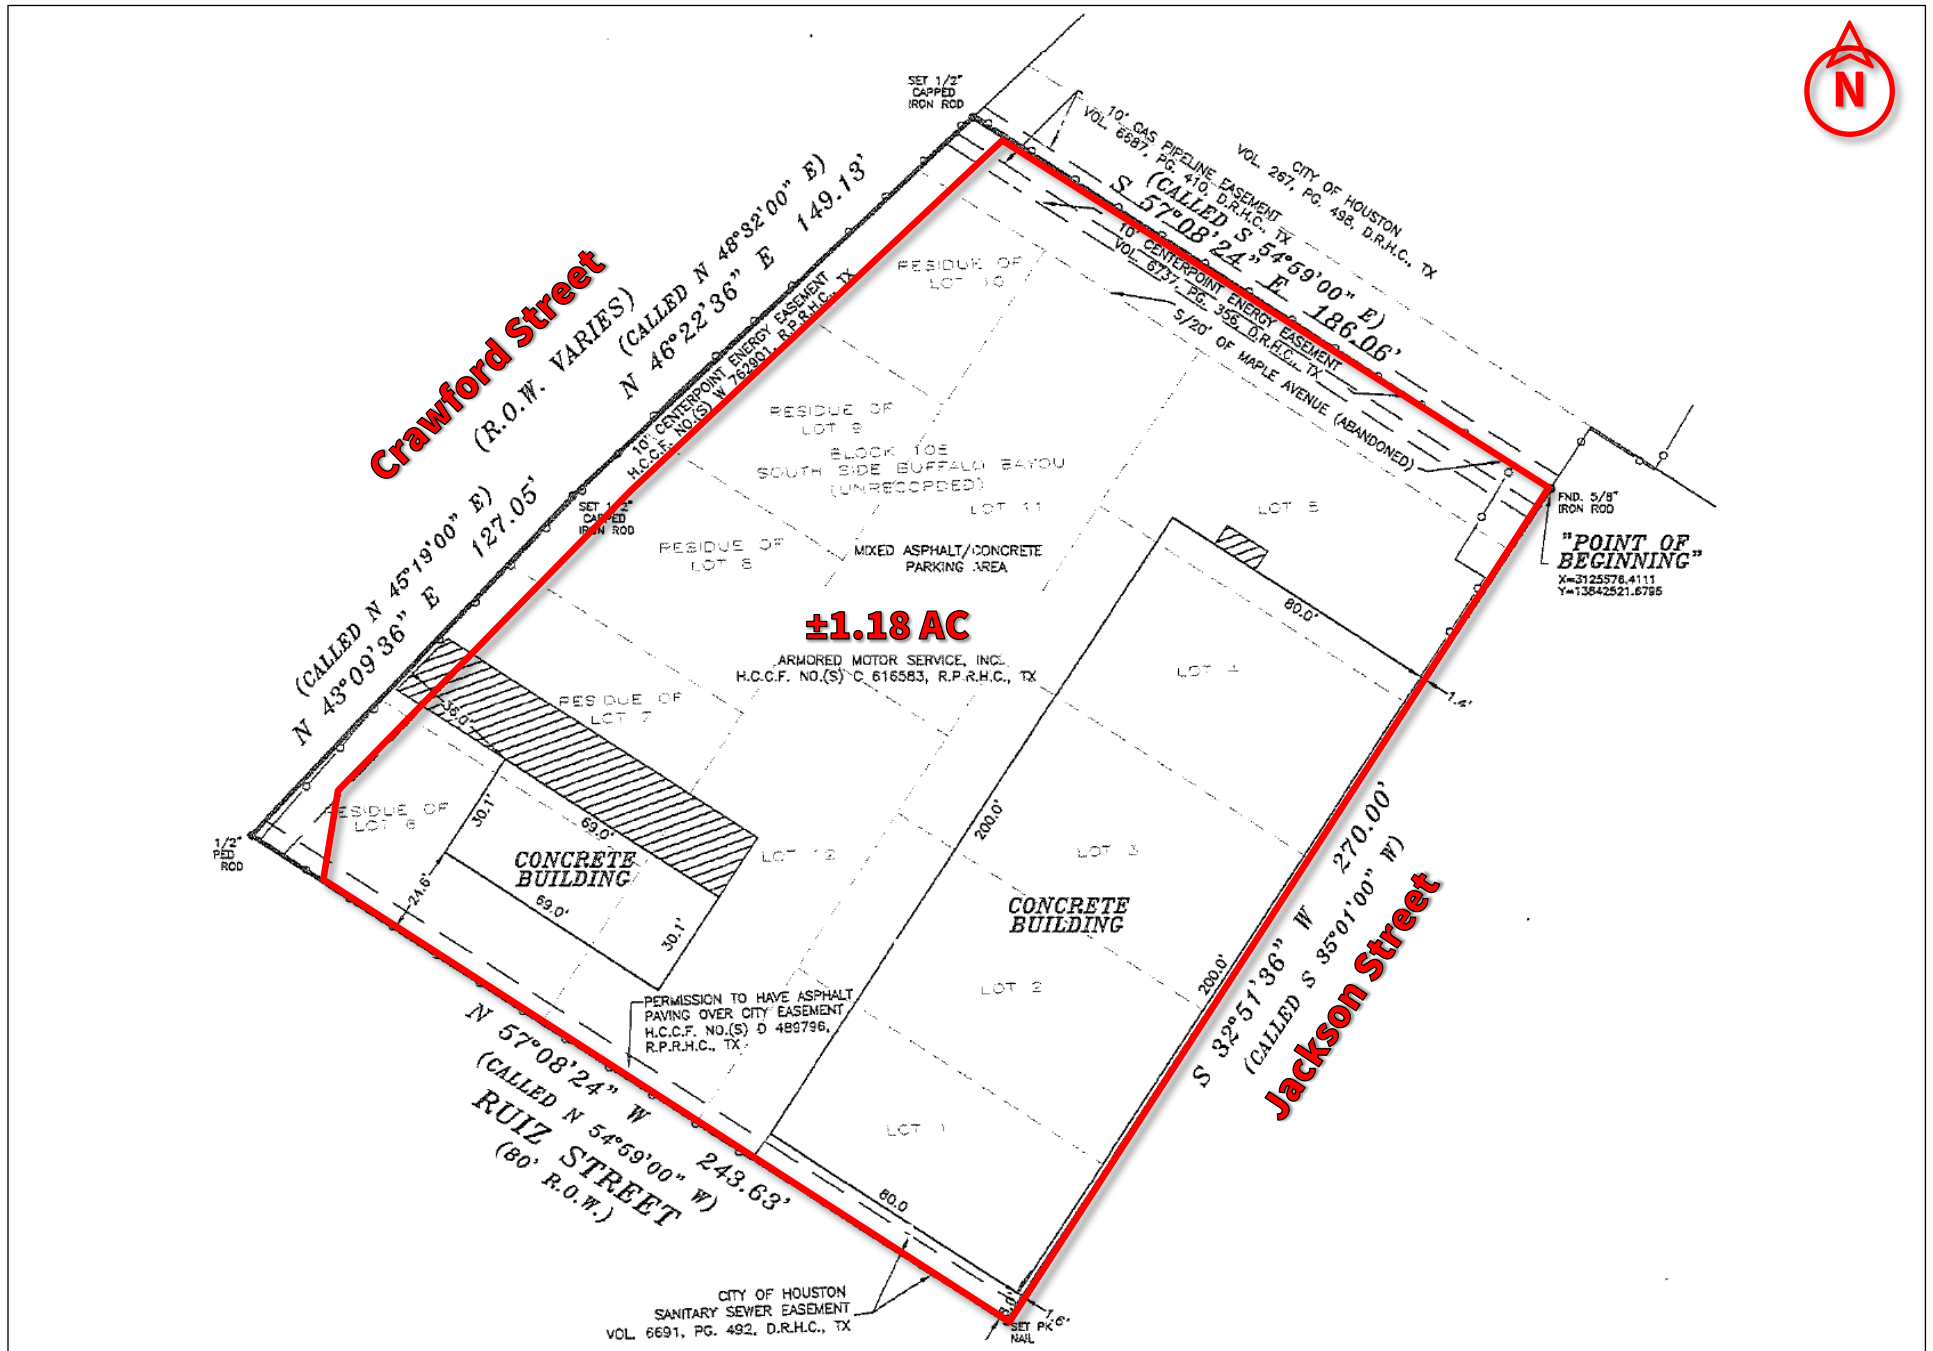 N
SET 1/2"
CAPPED
IRON ROD
10' GAS PIPELINE EASEMENT
VOL. 6687, PG. 410, D.R.H.C., TX
CITY OF HOUSTON
VOL. 267, PG. 498, D.R.H.C., TX
(CALLED S 54°59'00" E)
S 57°08'24" E 186.06'
10' CENTERPOINT ENERGY EASEMENT
VOL. 6737, PG. 356, D.R.H.C., TX
5/20' OF MAPLE AVENUE (ABANDONED)
Crawford Street
(R.O.W. VARIES)
(CALLED N 48°32'00" E)
N 46°22'36" E 149.13'
10' CENTERPOINT ENERGY EASEMENT
H.C.C.F. NO.(S) W 762901, R.P.R.H.C., TX
(CALLED N 45°19'00" E)
N 43°09'36" E 127.05'
SET 1/2"
CAPPED
IRON ROD
RESIDUE OF
LOT 10
RESIDUE OF
LOT 9
BLOCK 105
SOUTH SIDE BUFFALO BAYOU
(UNRECORDED)
LOT 11
LOT 5
RESIDUE OF
LOT 8
MIXED ASPHALT/CONCRETE
PARKING AREA
FND. 5/8"
IRON ROD
"POINT OF
BEGINNING"
X=3125576.4111
Y=13842521.6795
80.0'
±1.18 AC
ARMORED MOTOR SERVICE, INC.
H.C.C.F. NO.(S) C 616583, R.P.R.H.C., TX
LOT 4
1.4'
RESIDUE OF
LOT 7
36.0'
RESIDUE OF
LOT 6
30.1'
69.0'
200.0'
1/2"
ROD
CONCRETE
BUILDING
LOT 12
LOT 3
24.6'
69.0'
30.1'
CONCRETE
BUILDING
S 32°51'36" W 270.00'
(CALLED S 35°01'00" W)
Jackson Street
200.0'
LOT 2
PERMISSION TO HAVE ASPHALT
PAVING OVER CITY EASEMENT
H.C.C.F. NO.(S) D 489796,
R.P.R.H.C., TX
N 57°08'24" W 243.63'
(CALLED N 54°59'00" W)
RUIZ STREET
(80' R.O.W.)
LOT 1
80.0
CITY OF HOUSTON
SANITARY SEWER EASEMENT
VOL. 6691, PG. 492, D.R.H.C., TX
1.6'
SET PK
NAIL